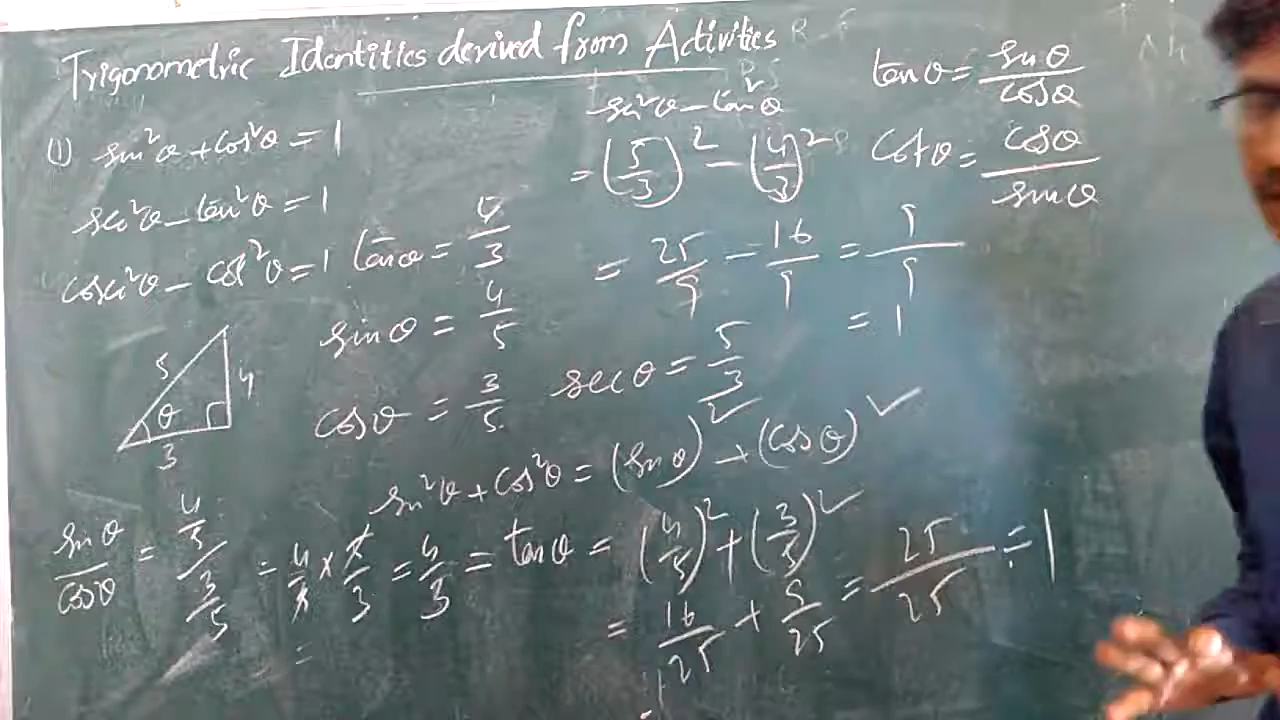 Trigonometric Identities derived from Activities
(1) sin²θ + cos²θ = 1
sec²θ - tan²θ = 1
cosec²θ - cot²θ = 1
5
4
θ
3
tanθ = 4/3
sinθ = 4/5
cosθ = 3/5
secθ = 5/3
sec²θ - tan²θ
= (5/3)² - (4/3)²
= 25/9 - 16/9 = 9/9
= 1
tanθ = sinθ/cosθ
cotθ = cosθ/sinθ
sin²θ + cos²θ = (sinθ)² + (cosθ)²
= (4/5)² + (3/5)²
= 16/25 + 9/25 = 25/25 = 1
sinθ/cosθ = 4/5 / 3/5 = 4/5 × 5/3 = 4/3 = tanθ
=